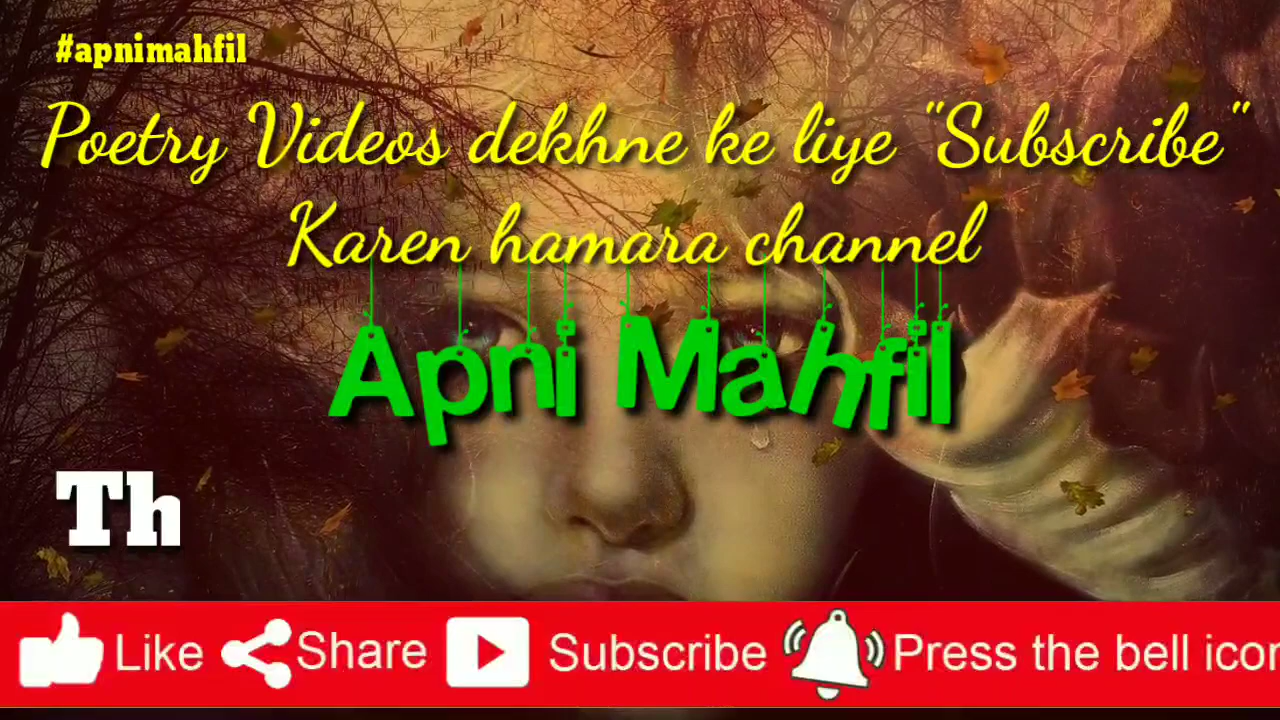 #apnimahfil
Poetry Videos dekhne ke liye "Subscribe"
Karen hamara channel
Apni Mahfil
Th
Like Share Subscribe Press the bell icon